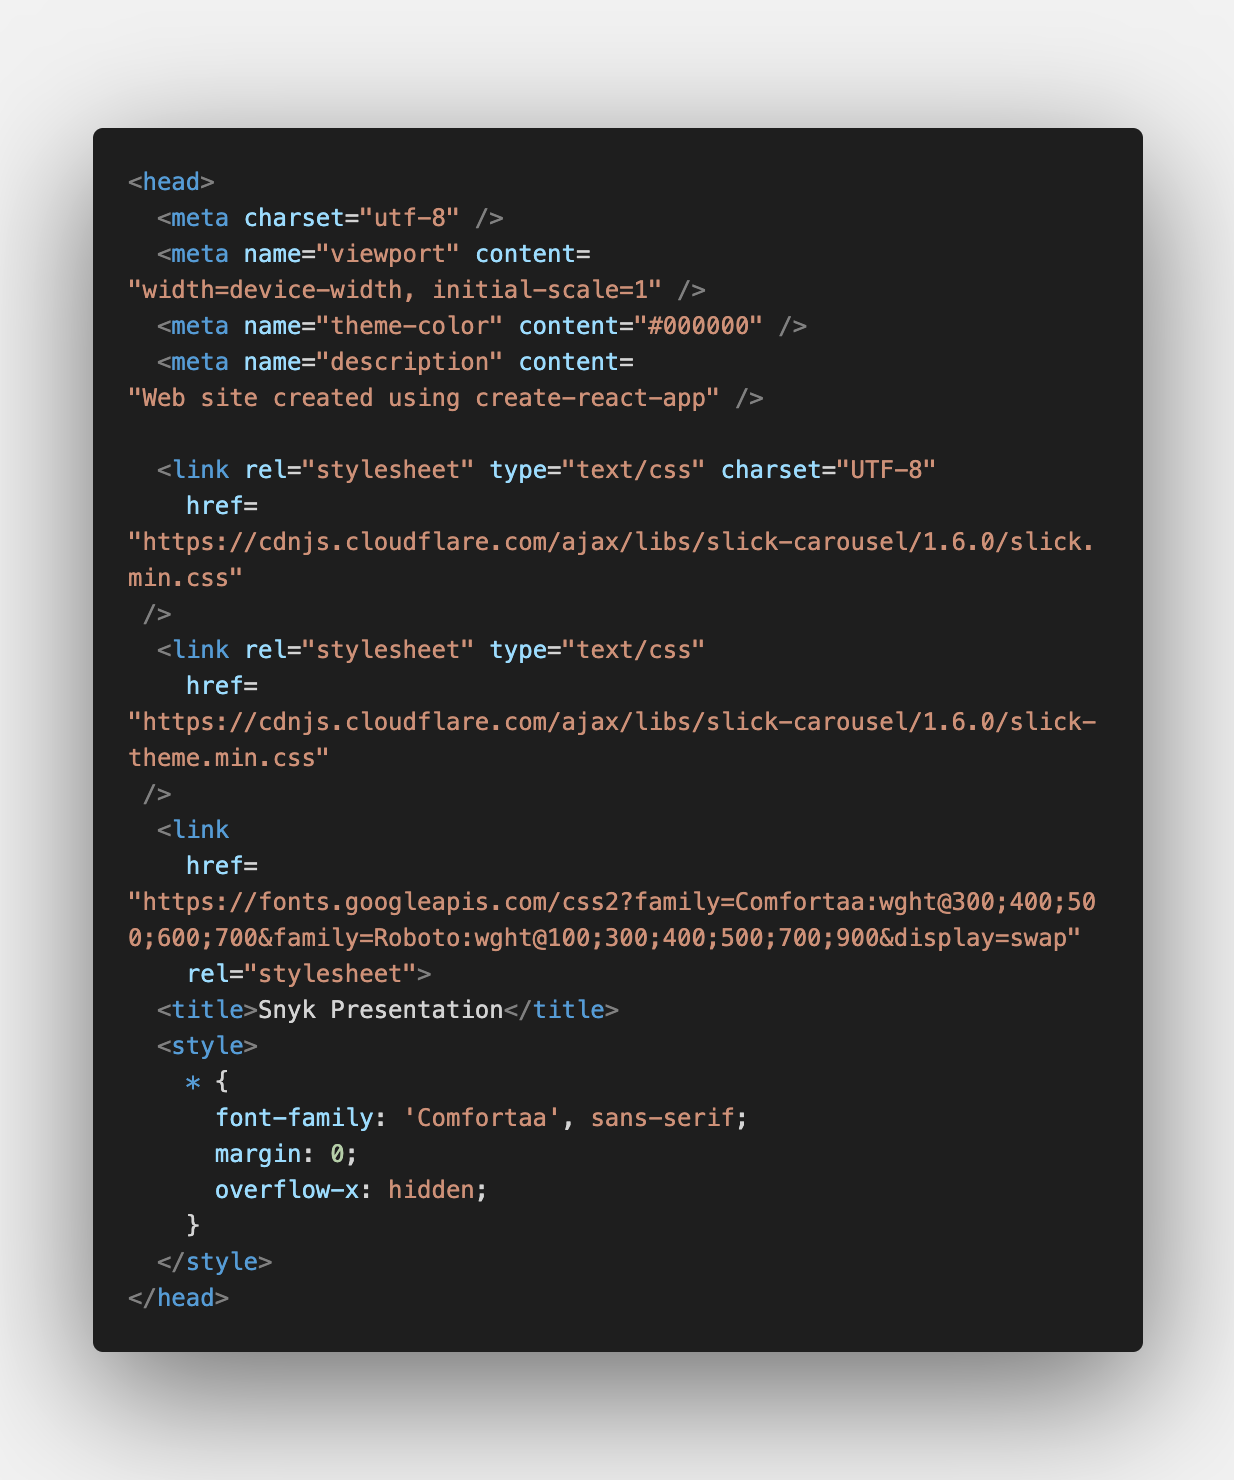 <head>
  <meta charset="utf-8" />
  <meta name="viewport" content=
"width=device-width, initial-scale=1" />
  <meta name="theme-color" content="#000000" />
  <meta name="description" content=
"Web site created using create-react-app" />

  <link rel="stylesheet" type="text/css" charset="UTF-8"
    href=
"https://cdnjs.cloudflare.com/ajax/libs/slick-carousel/1.6.0/slick.
min.css"
 />
  <link rel="stylesheet" type="text/css"
    href=
"https://cdnjs.cloudflare.com/ajax/libs/slick-carousel/1.6.0/slick-
theme.min.css"
 />
  <link
    href=
"https://fonts.googleapis.com/css2?family=Comfortaa:wght@300;400;50
0;600;700&family=Roboto:wght@100;300;400;500;700;900&display=swap"
    rel="stylesheet">
  <title>Snyk Presentation</title>
  <style>
    * {
      font-family: 'Comfortaa', sans-serif;
      margin: 0;
      overflow-x: hidden;
    }
  </style>
</head>